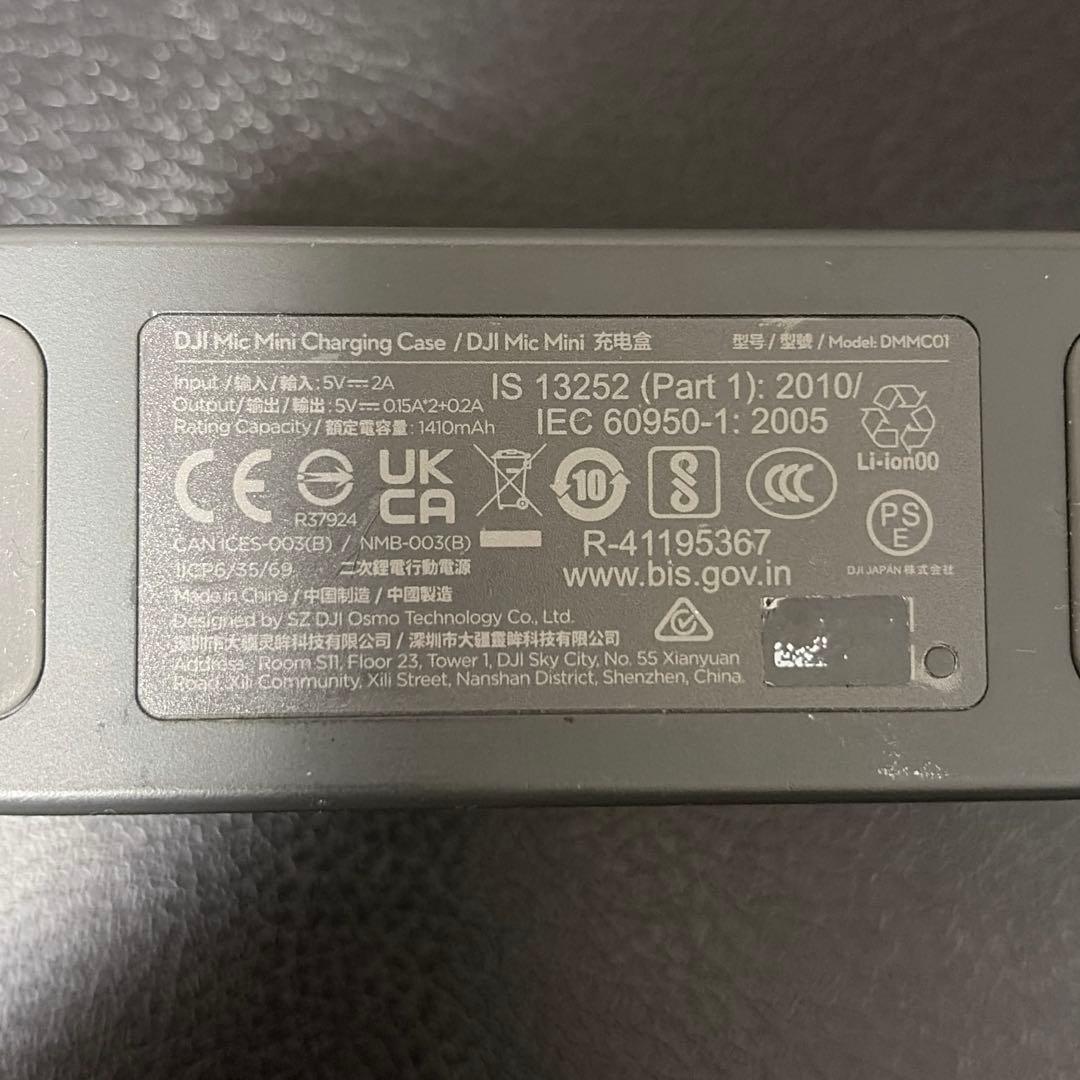 DJI Mic Mini Charging Case / DJI Mic Mini 充电盒
型号 / 型號 / Model: DMMC01
Input / 输入 / 輸入 : 5V⎓2A
Output / 输出 / 輸出 : 5V⎓0.15A*2+0.2A
Rating Capacity / 額定電容量: 1410mAh
IS 13252 (Part 1): 2010/
IEC 60950-1: 2005
Li-ion00
CE
R37924
UK
CA
10
CCC
PS
E
CAN ICES-003(B) / NMB-003(B)
R-41195367
1ICP6/35/69
二次鋰電行動電源
www.bis.gov.in
DJI JAPAN 株式会社
Made in China / 中国制造 / 中國製造
Designed by SZ DJI Osmo Technology Co., Ltd.
深圳市大疆灵眸科技有限公司 / 深圳市大疆靈眸科技有限公司
Address : Room S11, Floor 23, Tower 1, DJI Sky City, No. 55 Xianyuan
Road, Xili Community, Xili Street, Nanshan District, Shenzhen, China.